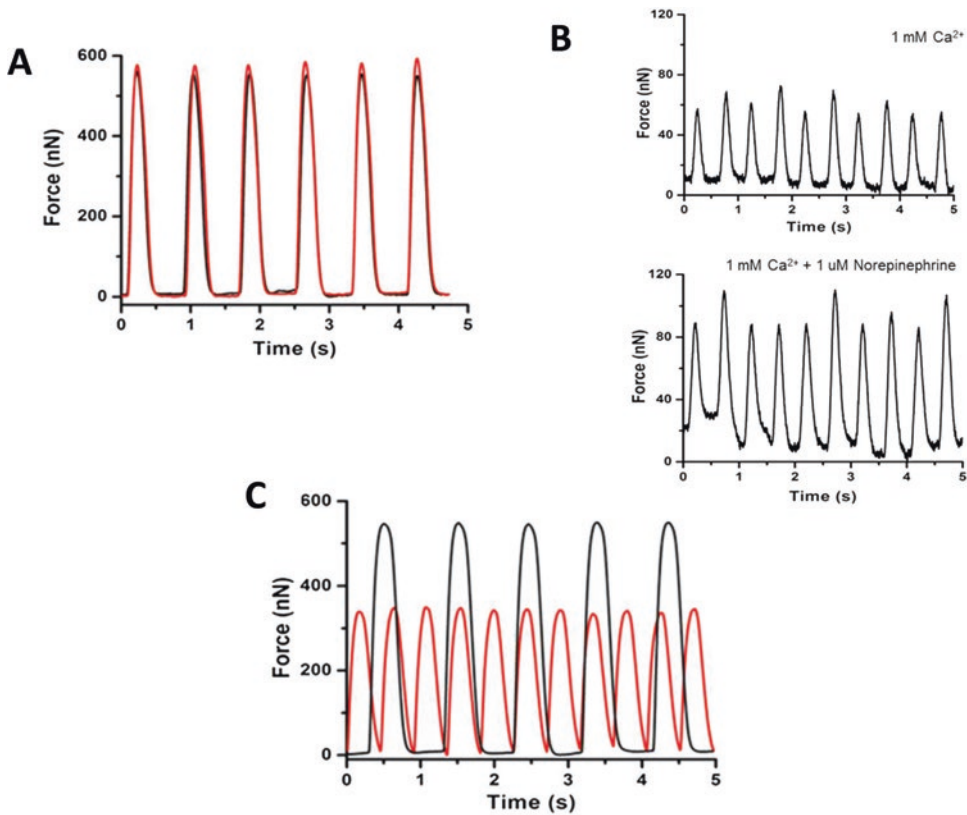 A
600
400
200
0
Force (nN)
0 1 2 3 4 5
Time (s)
B
1 mM Ca²⁺
120
80
40
0
Force (nN)
0 1 2 3 4 5
Time (s)
1 mM Ca²⁺ + 1 uM Norepinephrine
120
80
40
0
Force (nN)
0 1 2 3 4 5
Time (s)
C
600
400
200
0
Force (nN)
0 1 2 3 4 5
Time (s)